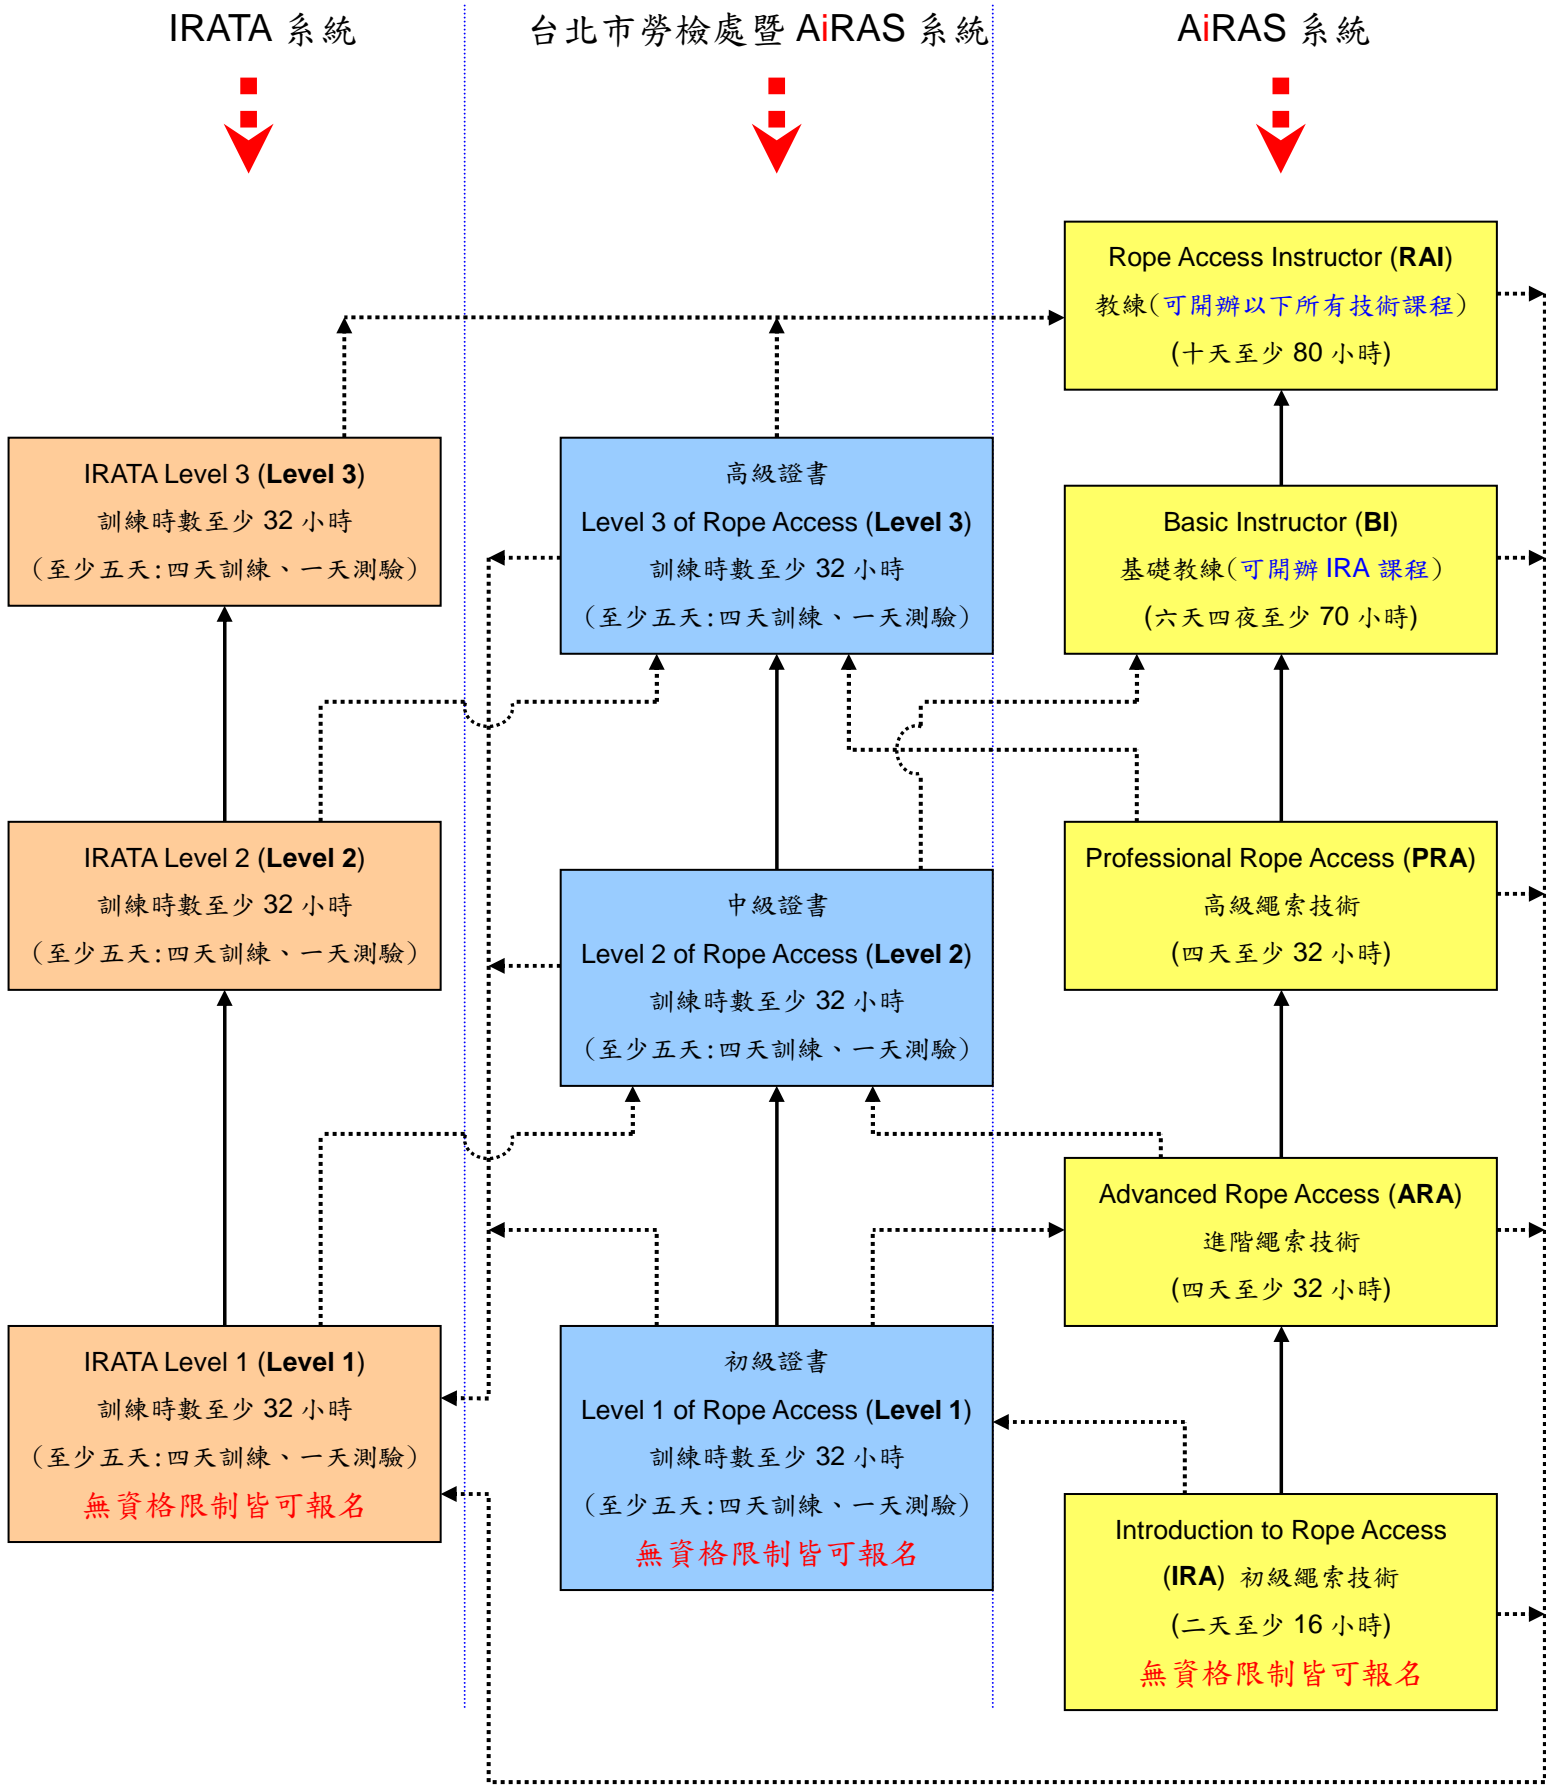 IRATA 系統
台北市勞檢處暨 AiRAS 系統
AiRAS 系統
Rope Access Instructor (RAI)
教練(可開辦以下所有技術課程)
(十天至少 80 小時)
IRATA Level 3 (Level 3)
訓練時數至少 32 小時
(至少五天:四天訓練、一天測驗)
高級證書
Level 3 of Rope Access (Level 3)
訓練時數至少 32 小時
(至少五天:四天訓練、一天測驗)
Basic Instructor (BI)
基礎教練(可開辦 IRA 課程)
(六天四夜至少 70 小時)
IRATA Level 2 (Level 2)
訓練時數至少 32 小時
(至少五天:四天訓練、一天測驗)
中級證書
Level 2 of Rope Access (Level 2)
訓練時數至少 32 小時
(至少五天:四天訓練、一天測驗)
Professional Rope Access (PRA)
高級繩索技術
(四天至少 32 小時)
Advanced Rope Access (ARA)
進階繩索技術
(四天至少 32 小時)
IRATA Level 1 (Level 1)
訓練時數至少 32 小時
(至少五天:四天訓練、一天測驗)
無資格限制皆可報名
初級證書
Level 1 of Rope Access (Level 1)
訓練時數至少 32 小時
(至少五天:四天訓練、一天測驗)
無資格限制皆可報名
Introduction to Rope Access
(IRA) 初級繩索技術
(二天至少 16 小時)
無資格限制皆可報名